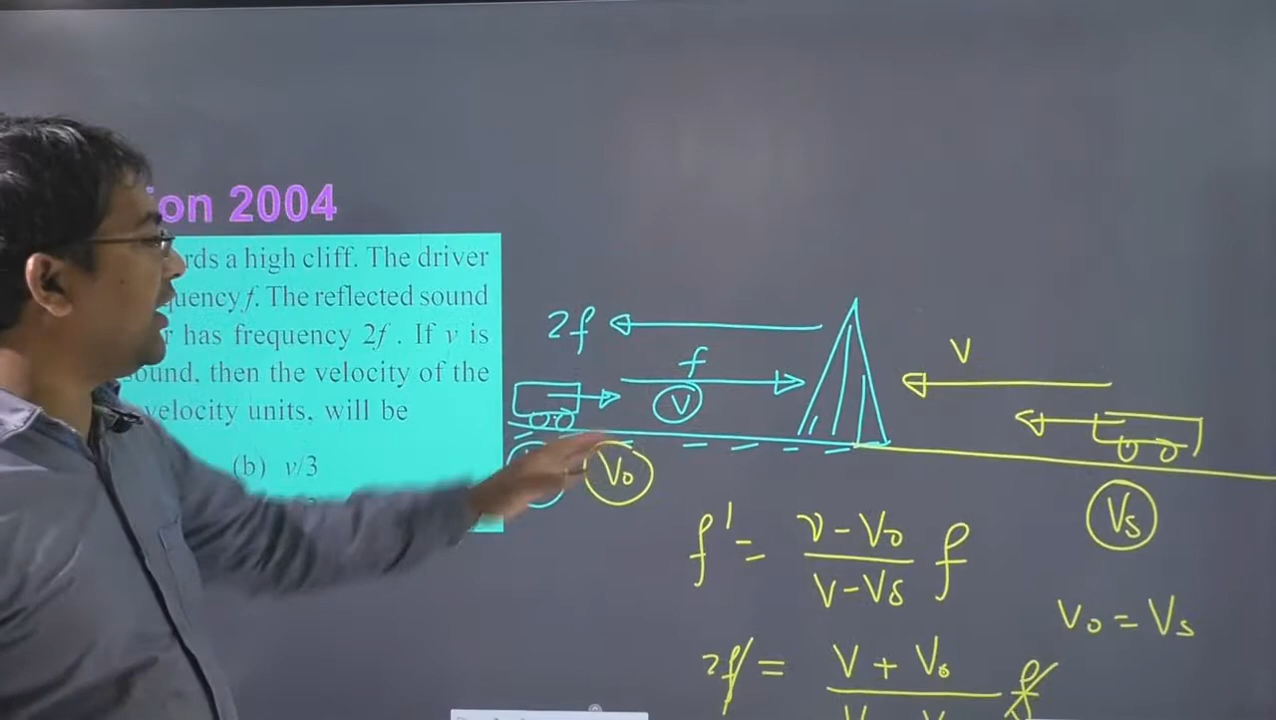 ion 2004
rds a high cliff. The driver
quency f. The reflected sound
r has frequency 2f . If v is
ound, then the velocity of the
velocity units, will be
(b) v/3
2f
f
V
V
V₀
Vs
f' = v-V₀ / V-Vs f
V₀ = Vs
2f = V + V₀ / f